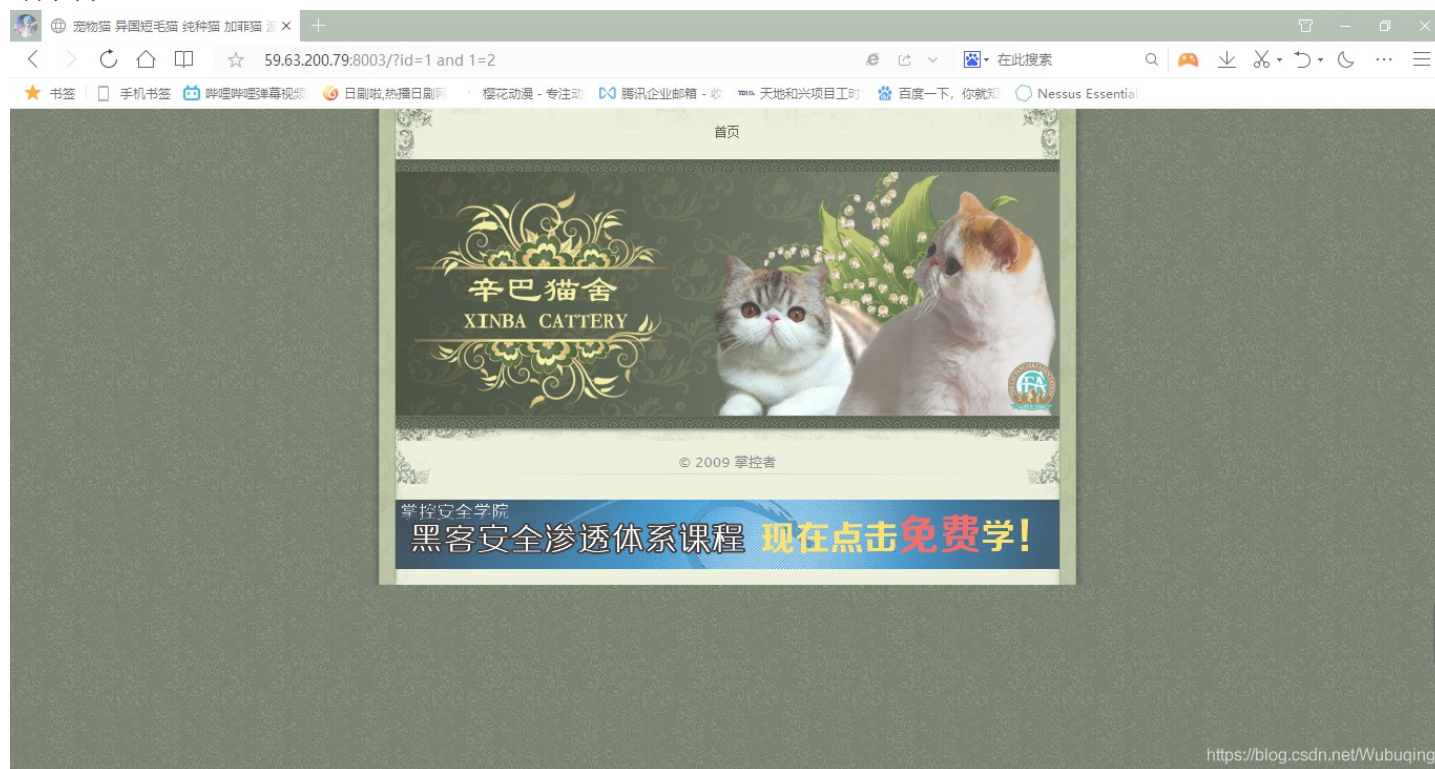 宠物猫 异国短毛猫 纯种猫 加菲猫
59.63.200.79:8003/?id=1 and 1=2
在此搜索
书签 手机书签 哔哩哔哩弹幕视频 日剧啦,热播日剧网 樱花动漫 - 专注动 腾讯企业邮箱 - 收 天地和兴项目工时 百度一下，你就知 Nessus Essential
首页
辛巴猫舍
XINBA CATTERY
© 2009 掌控者
掌控安全学院
黑客安全渗透体系课程 现在点击免费学!
https://blog.csdn.net/Wubuqing